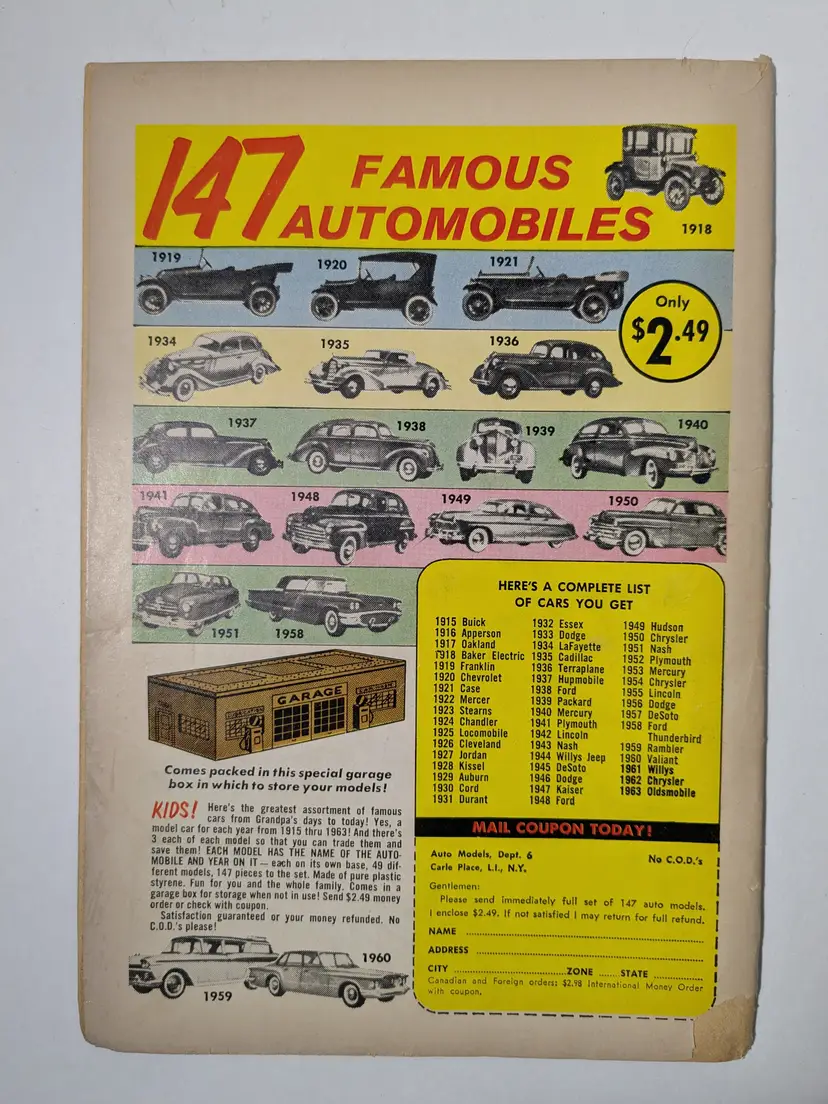 147 FAMOUS
AUTOMOBILES
1918
1919
1920
1921
Only
$2.49
1934
1935
1936
1937
1938
1939
1940
1941
1948
1949
1950
1951
1958
GARAGE
Comes packed in this special garage
box in which to store your models!
KIDS! Here's the greatest assortment of famous
cars from Grandpa's days to today! Yes, a
model car for each year from 1915 thru 1963! And there's
3 each of each model so that you can trade them and
save them! EACH MODEL HAS THE NAME OF THE AUTO-
MOBILE AND YEAR ON IT — each on its own base, 49 dif-
ferent models, 147 pieces to the set. Made of pure plastic
styrene. Fun for you and the whole family. Comes in a
garage box for storage when not in use! Send $2.49 money
order or check with coupon.
Satisfaction guaranteed or your money refunded. No
C.O.D.'s please!
1959
1960
HERE'S A COMPLETE LIST
OF CARS YOU GET
1915 Buick
1916 Apperson
1917 Oakland
1918 Baker Electric
1919 Franklin
1920 Chevrolet
1921 Case
1922 Mercer
1923 Stearns
1924 Chandler
1925 Locomobile
1926 Cleveland
1927 Jordan
1928 Kissel
1929 Auburn
1930 Cord
1931 Durant
1932 Essex
1933 Dodge
1934 LaFayette
1935 Cadillac
1936 Terraplane
1937 Hupmobile
1938 Ford
1939 Packard
1940 Mercury
1941 Plymouth
1942 Lincoln
1943 Nash
1944 Willys Jeep
1945 DeSoto
1946 Dodge
1947 Kaiser
1948 Ford
1949 Hudson
1950 Chrysler
1951 Nash
1952 Plymouth
1953 Mercury
1954 Chrysler
1955 Lincoln
1956 Dodge
1957 DeSoto
1958 Ford
Thunderbird
1959 Rambler
1960 Valiant
1961 Willys
1962 Chrysler
1963 Oldsmobile
MAIL COUPON TODAY!
Auto Models, Dept. 6 No C.O.D.'s
Carle Place, L.I., N.Y.
Gentlemen:
Please send immediately full set of 147 auto models.
I enclose $2.49. If not satisfied I may return for full refund.
NAME
ADDRESS
CITY ZONE STATE
Canadian and Foreign orders: $2.98 International Money Order
with coupon.